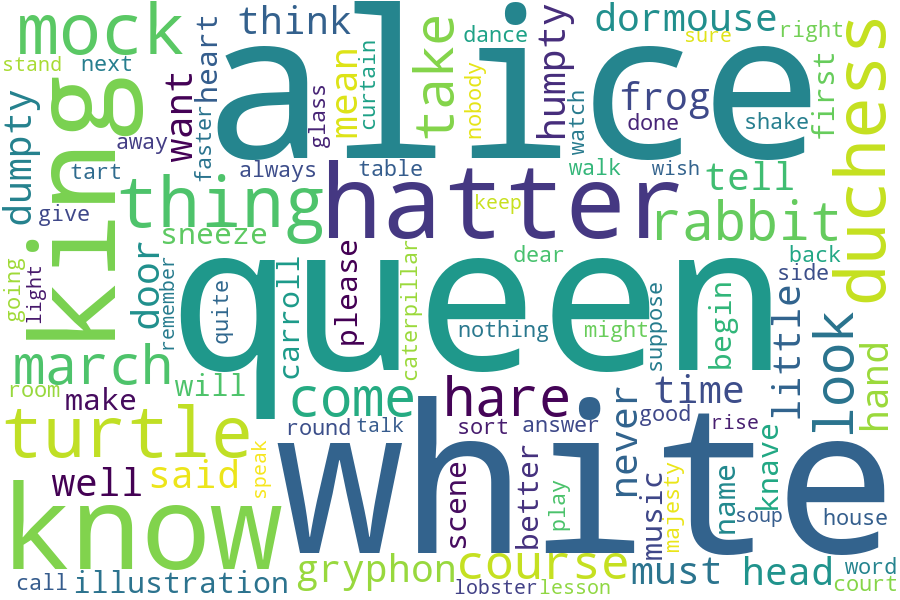 mock
think
alice
dormouse
dance
sure
right
stand
next
king
want
heart
faster
glass
mean
curtain
take
nobody
humpty
watch
frog
done
shake
first
duchess
dumpty
away
tart
give
always
table
walk
wish
tell
thing
hatter
keep
rabbit
sneeze
going
light
door
remember
quite
queen
carroll
please
caterpillar
dear
nothing
might
suppose
begin
back
side
little
look
hand
march
room
make
will
come
hare
time
never
good
rise
turtle
round
talk
sort
answer
white
well
said
speak
scene
better
play
music
majesty
name
soup
knave
house
know
gryphon
course
must
head
word
call
illustration
lobster
lesson
court